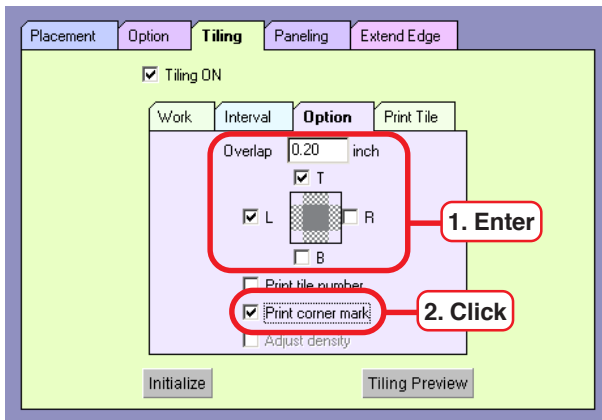 Placement Option Tiling Paneling Extend Edge
Tiling ON
Work Interval Option Print Tile
Overlap 0.20 inch
T
L R
1. Enter
B
Print tile number
Print corner mark
2. Click
Adjust density
Initialize Tiling Preview